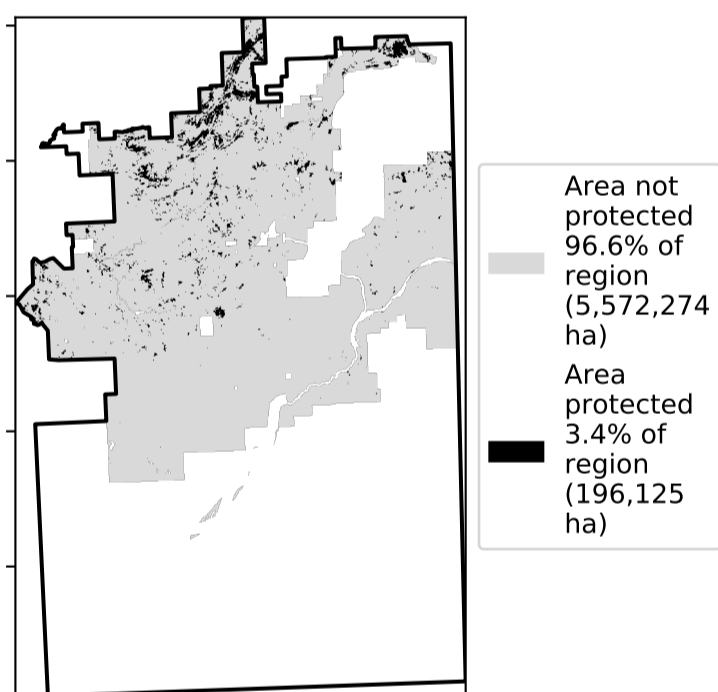 Area not
protected
96.6% of
region
(5,572,274
ha)
Area
protected
3.4% of
region
(196,125
ha)